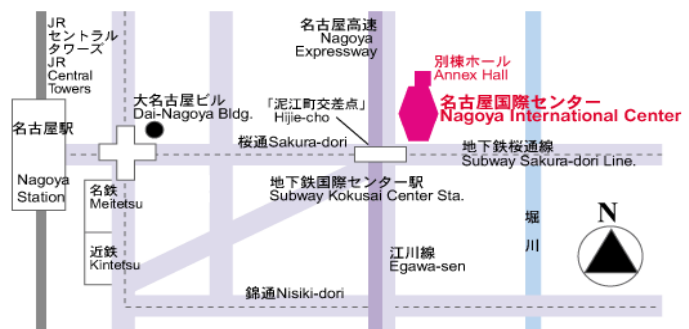 JR
セントラル
タワーズ
JR
Central
Towers
名古屋駅
Nagoya
Station
大名古屋ビル
Dai-Nagoya Bldg.
名鉄
Meitetsu
近鉄
Kintetsu
名古屋高速
Nagoya
Expressway
「泥江町交差点」
Hijie-cho
桜通Sakura-dori
地下鉄国際センター駅
Subway Kokusai Center Sta.
別棟ホール
Annex Hall
名古屋国際センター
Nagoya International Center
地下鉄桜通線
Subway Sakura-dori Line.
江川線
Egawa-sen
堀川
錦通Nisiki-dori
N